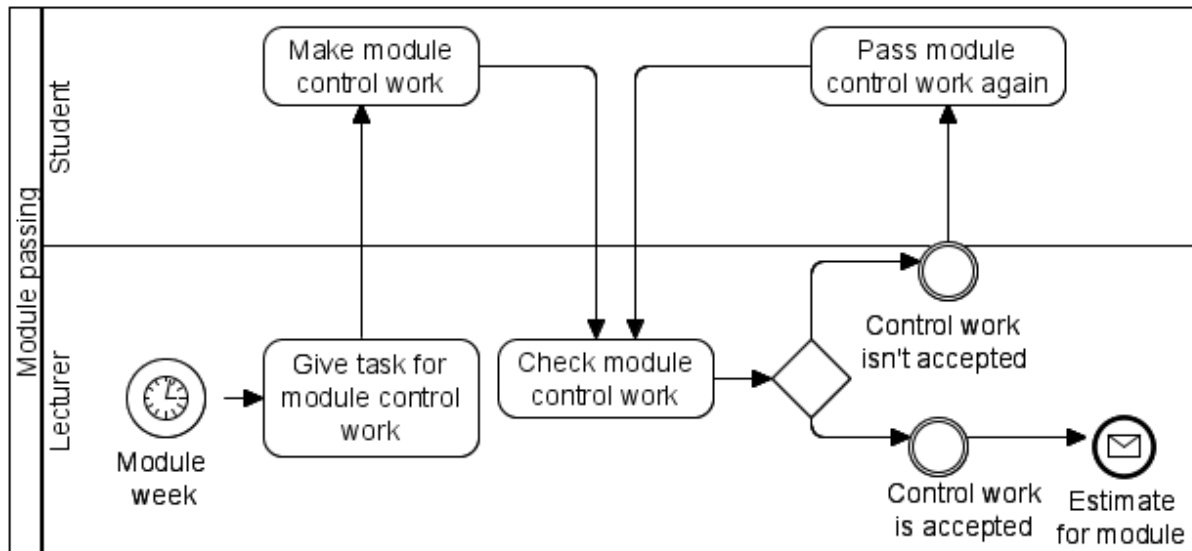 Module passing
Student
Make module
control work
Pass module
control work again
Lecturer
Module
week
Give task for
module control
work
Check module
control work
Control work
isn't accepted
Control work
is accepted
Estimate
for module